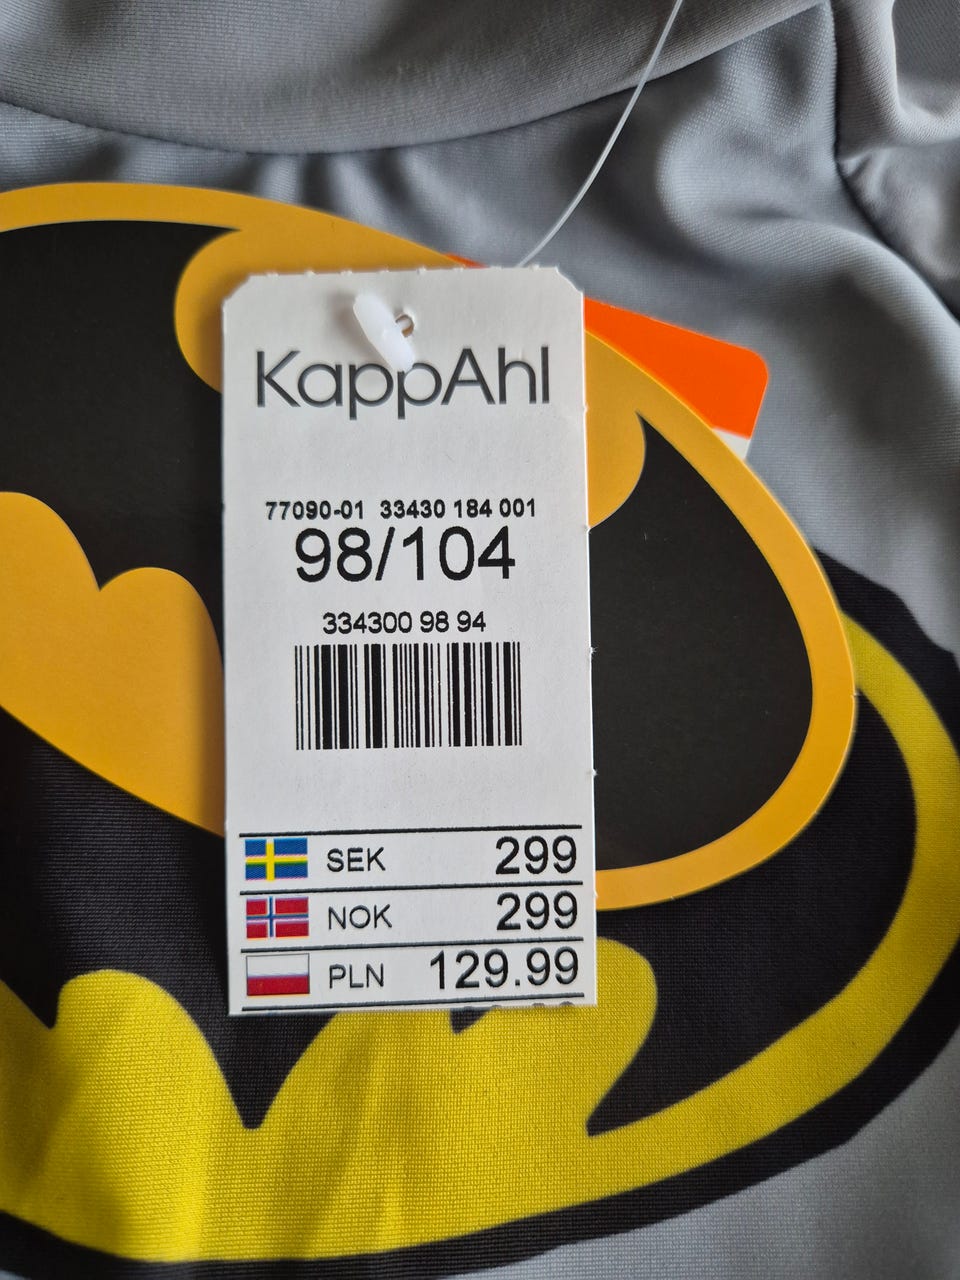 KappAhl
77090-01 33430 184 001
98/104
334300 98 94
SEK 299
NOK 299
PLN 129.99